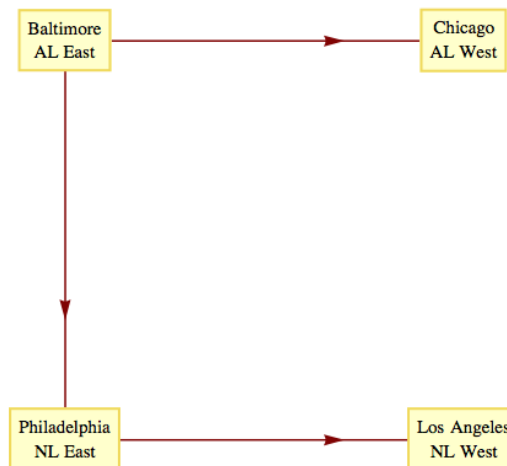 Baltimore
AL East
Chicago
AL West
Philadelphia
NL East
Los Angeles
NL West